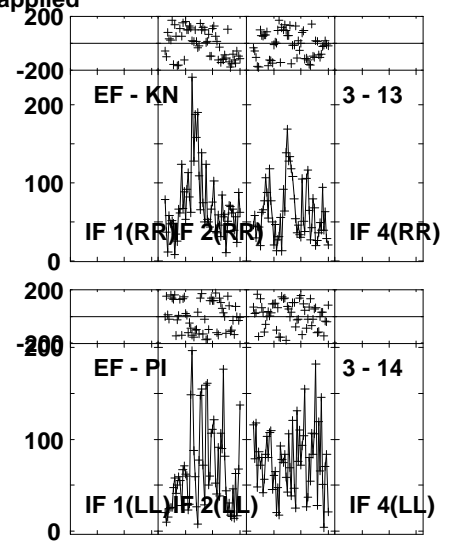 applied
200
-200
EF - KN 3 - 13
200
100
IF 1(RR) IF 2(RR) IF 4(RR)
0
200
-200
200
EF - PI 3 - 14
100
IF 1(LL) IF 2(LL) IF 4(LL)
0